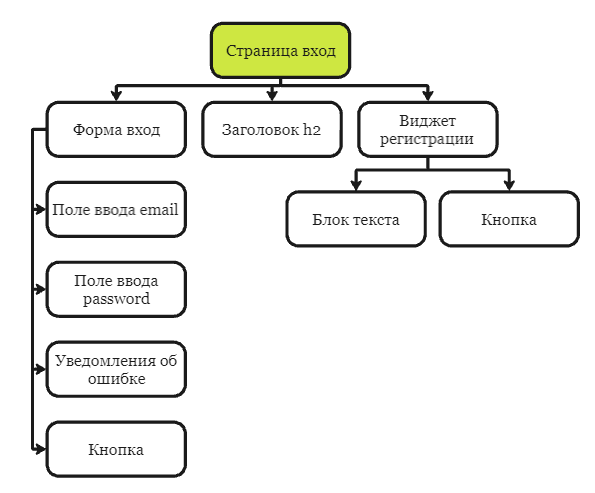 Страница вход
Форма вход
Заголовок h2
Виджет
регистрации
Поле ввода email
Блок текста
Кнопка
Поле ввода
password
Уведомления об
ошибке
Кнопка